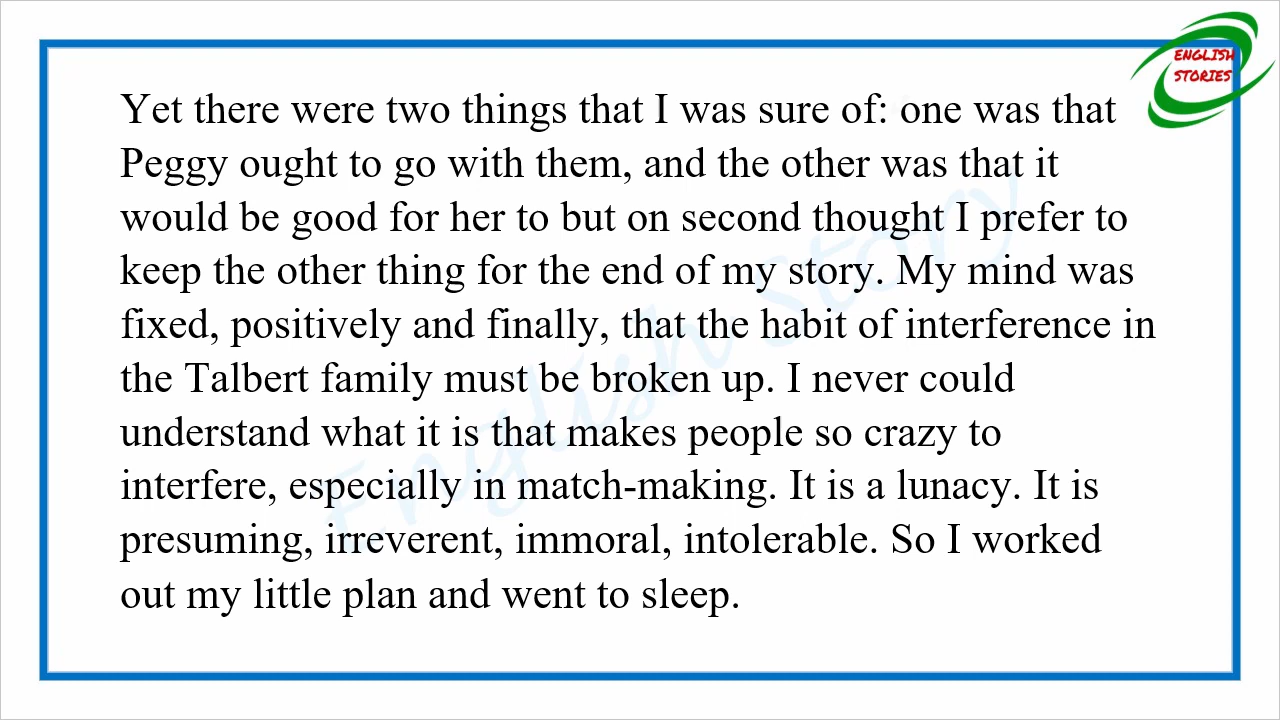 ENGLISH
STORIES
Yet there were two things that I was sure of: one was that
Peggy ought to go with them, and the other was that it
would be good for her to but on second thought I prefer to
keep the other thing for the end of my story. My mind was
fixed, positively and finally, that the habit of interference in
the Talbert family must be broken up. I never could
understand what it is that makes people so crazy to
interfere, especially in match-making. It is a lunacy. It is
presuming, irreverent, immoral, intolerable. So I worked
out my little plan and went to sleep.
English Story